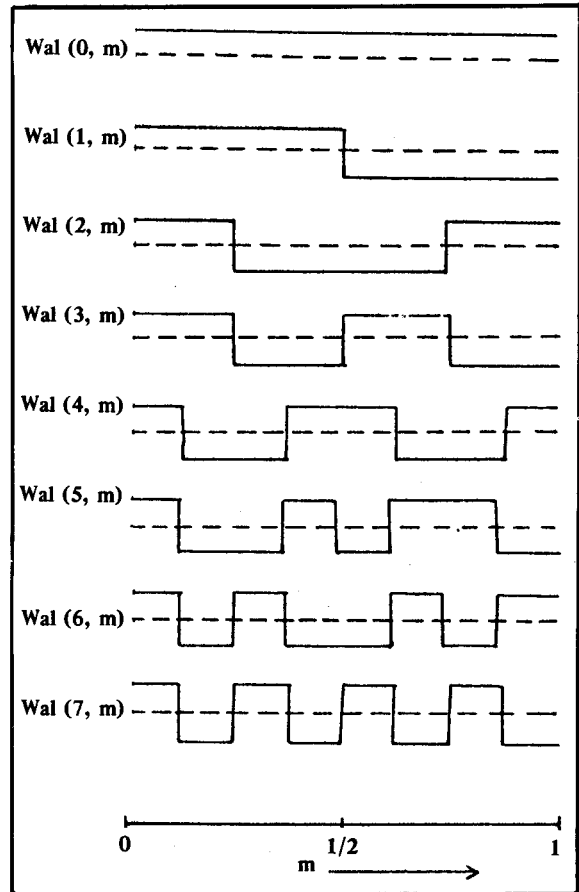 Wal (0, m)
Wal (1, m)
Wal (2, m)
Wal (3, m)
Wal (4, m)
Wal (5, m)
Wal (6, m)
Wal (7, m)
0 1/2 1
m